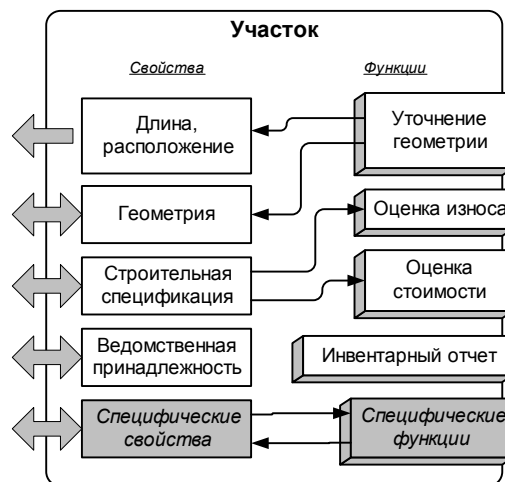 Участок
Свойства
Функции
Длина,
расположение
Уточнение
геометрии
Геометрия
Оценка износа
Строительная
спецификация
Оценка
стоимости
Ведомственная
принадлежность
Инвентарный отчет
Специфические
свойства
Специфические
функции